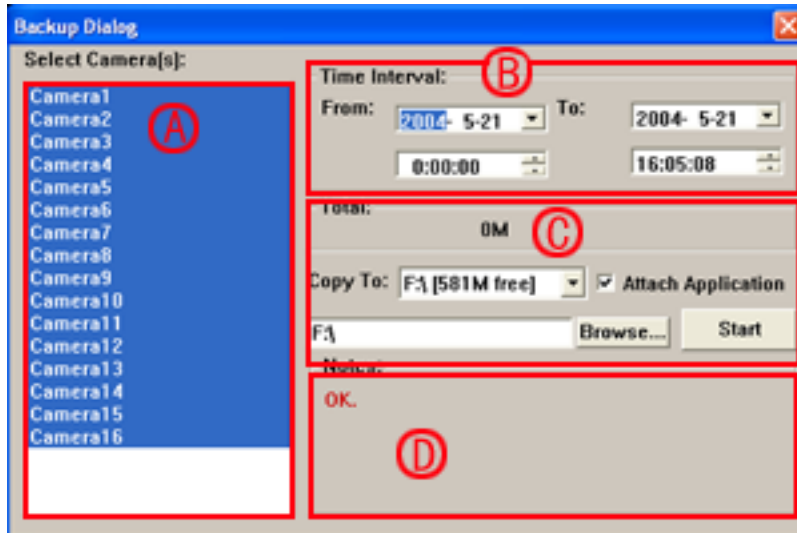 Backup Dialog
Select Camera[s]:
Camera1
Camera2
Camera3
Camera4
Camera5
Camera6
Camera7
Camera8
Camera9
Camera10
Camera11
Camera12
Camera13
Camera14
Camera15
Camera16
A
B
Time Interval:
From: 2004- 5-21 To: 2004- 5-21
0:00:00 16:05:08
Total:
0M
C
Copy To: F:\ [581M free] Attach Application
F:\ Browse... Start
Notes:
OK.
D